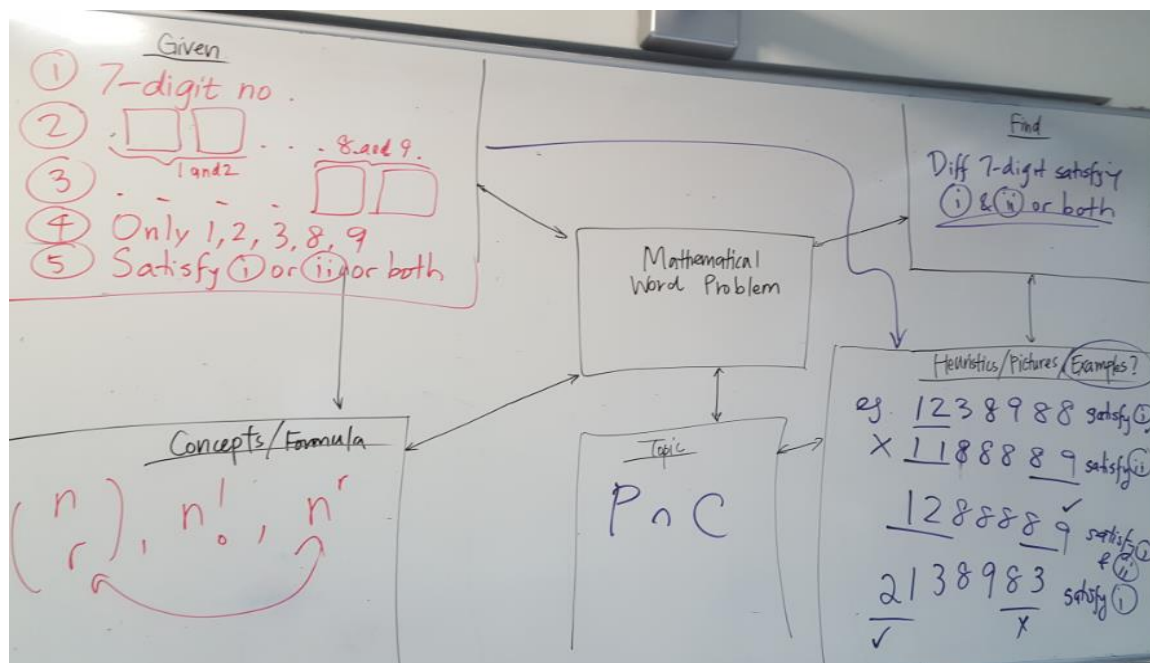 Given
① 7-digit no.
② . . . .
1 and 2
8 and 9.
③ - - - -
④ Only 1, 2, 3, 8, 9
⑤ Satisfy ⓘ or ⓘⓘ or both
Find
Diff 7-digit satisfy
ⓘ & ⓘⓘ or both
Mathematical
Word Problem
Concepts/Formula
(n r), n!, n^r
Topic
P n C
Heuristics/Pictures/Examples?
eg. 1238988 satisfy ⓘ
X 1188889 satisfy ⓘⓘ
✓
1288889 satisfy ⓘ
& ⓘⓘ
2138983 satisfy ⓘ
✓ X